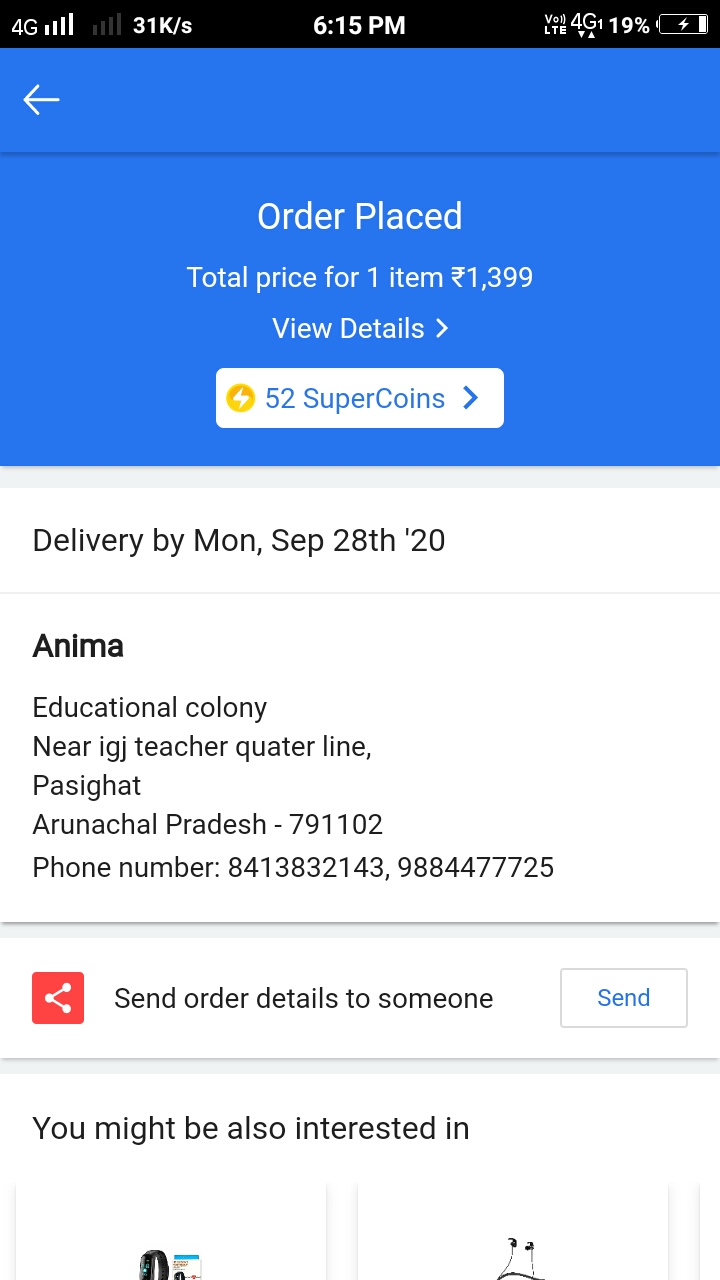 4G 31K/s 6:15 PM Vo)) LTE 4G1 19%
Order Placed
Total price for 1 item ₹1,399
View Details
52 SuperCoins
Delivery by Mon, Sep 28th '20
Anima
Educational colony
Near igj teacher quater line,
Pasighat
Arunachal Pradesh - 791102
Phone number: 8413832143, 9884477725
Send order details to someone
Send
You might be also interested in